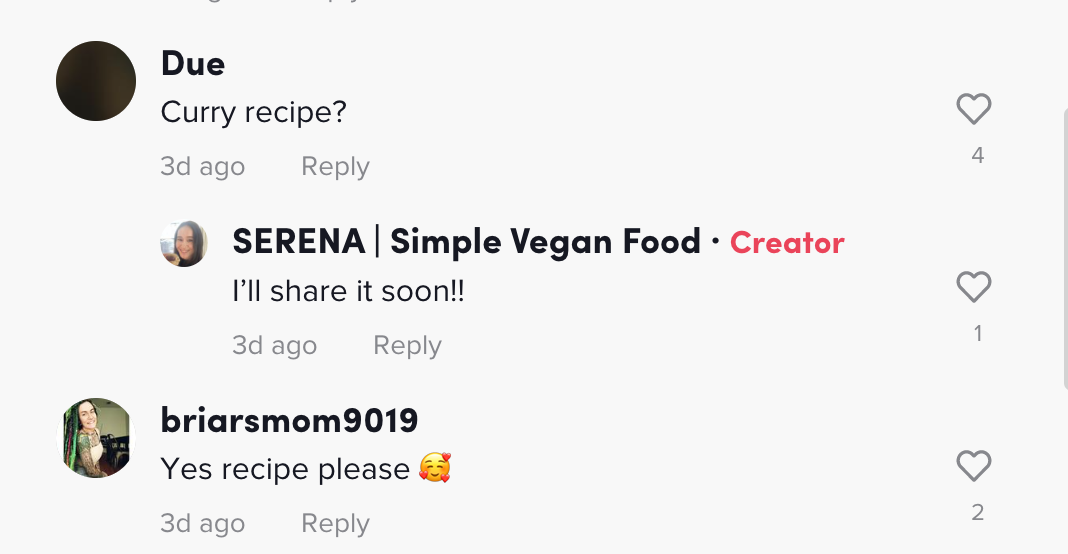 Due
Curry recipe?
4
3d ago Reply
SERENA | Simple Vegan Food · Creator
I'll share it soon!!
1
3d ago Reply
briarsmom9019
Yes recipe please 🥰
2
3d ago Reply